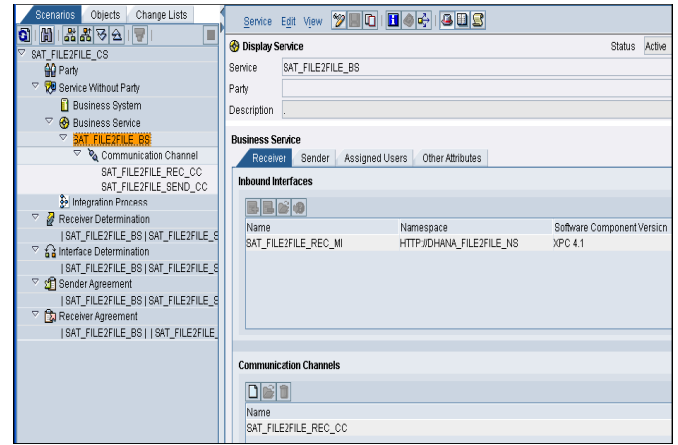 Scenarios Objects Change Lists
SAT_FILE2FILE_CS
Party
Service Without Party
Business System
Business Service
SAT_FILE2FILE_BS
Communication Channel
SAT_FILE2FILE_REC_CC
SAT_FILE2FILE_SEND_CC
Integration Process
Receiver Determination
|SAT_FILE2FILE_BS|SAT_FILE2FILE_S
Interface Determination
|SAT_FILE2FILE_BS|SAT_FILE2FILE_S
Sender Agreement
|SAT_FILE2FILE_BS|SAT_FILE2FILE_S
Receiver Agreement
|SAT_FILE2FILE_BS||SAT_FILE2FILE_
Service Edit View
Display Service Status Active
Service SAT_FILE2FILE_BS
Party
Description .
Business Service
Receiver Sender Assigned Users Other Attributes
Inbound Interfaces
Name Namespace Software Component Version
SAT_FILE2FILE_REC_MI HTTP://DHANA_FILE2FILE_NS XPC 4.1
Communication Channels
Name
SAT_FILE2FILE_REC_CC